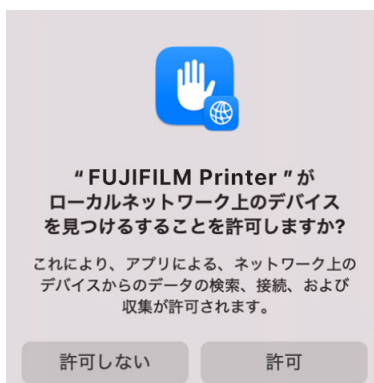 “FUJIFILM Printer”が
ローカルネットワーク上のデバイス
を見つけるすることを許可しますか?
これにより、アプリによる、ネットワーク上の
デバイスからのデータの検索、接続、および
収集が許可されます。
許可しない
許可